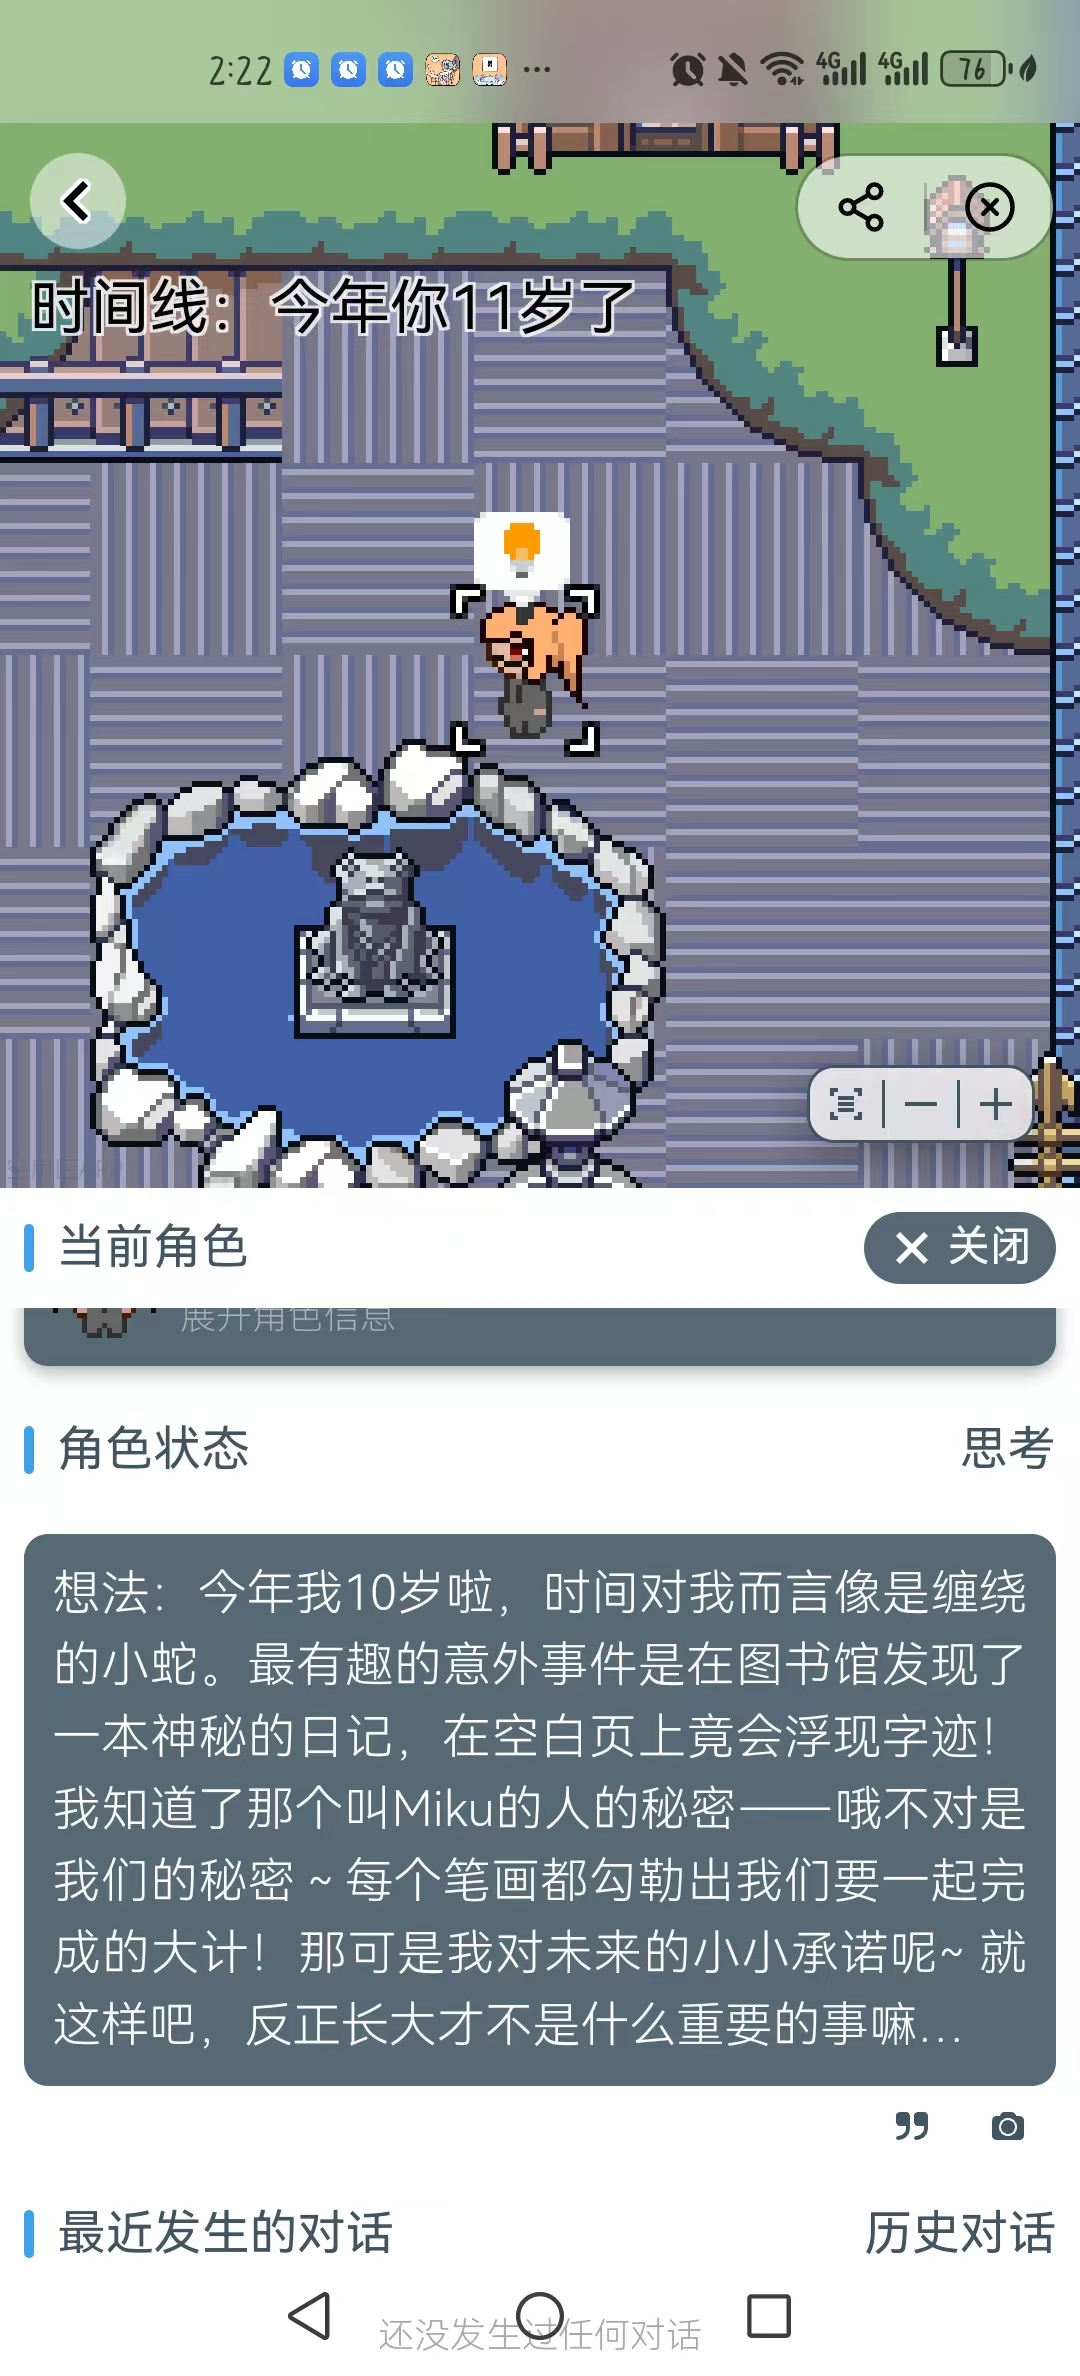 2:22
4G
4G
76
时间线：今年你11岁了
当前角色
关闭
展开角色信息
角色状态
思考
想法：今年我10岁啦，时间对我而言像是缠绕
的小蛇。最有趣的意外事件是在图书馆发现了
一本神秘的日记，在空白页上竟会浮现字迹！
我知道了那个叫Miku的人的秘密——哦不对是
我们的秘密 ~ 每个笔画都勾勒出我们要一起完
成的大计！那可是我对未来的小小承诺呢~ 就
这样吧，反正长大才不是什么重要的事嘛...
最近发生的对话
历史对话
还没发生过任何对话